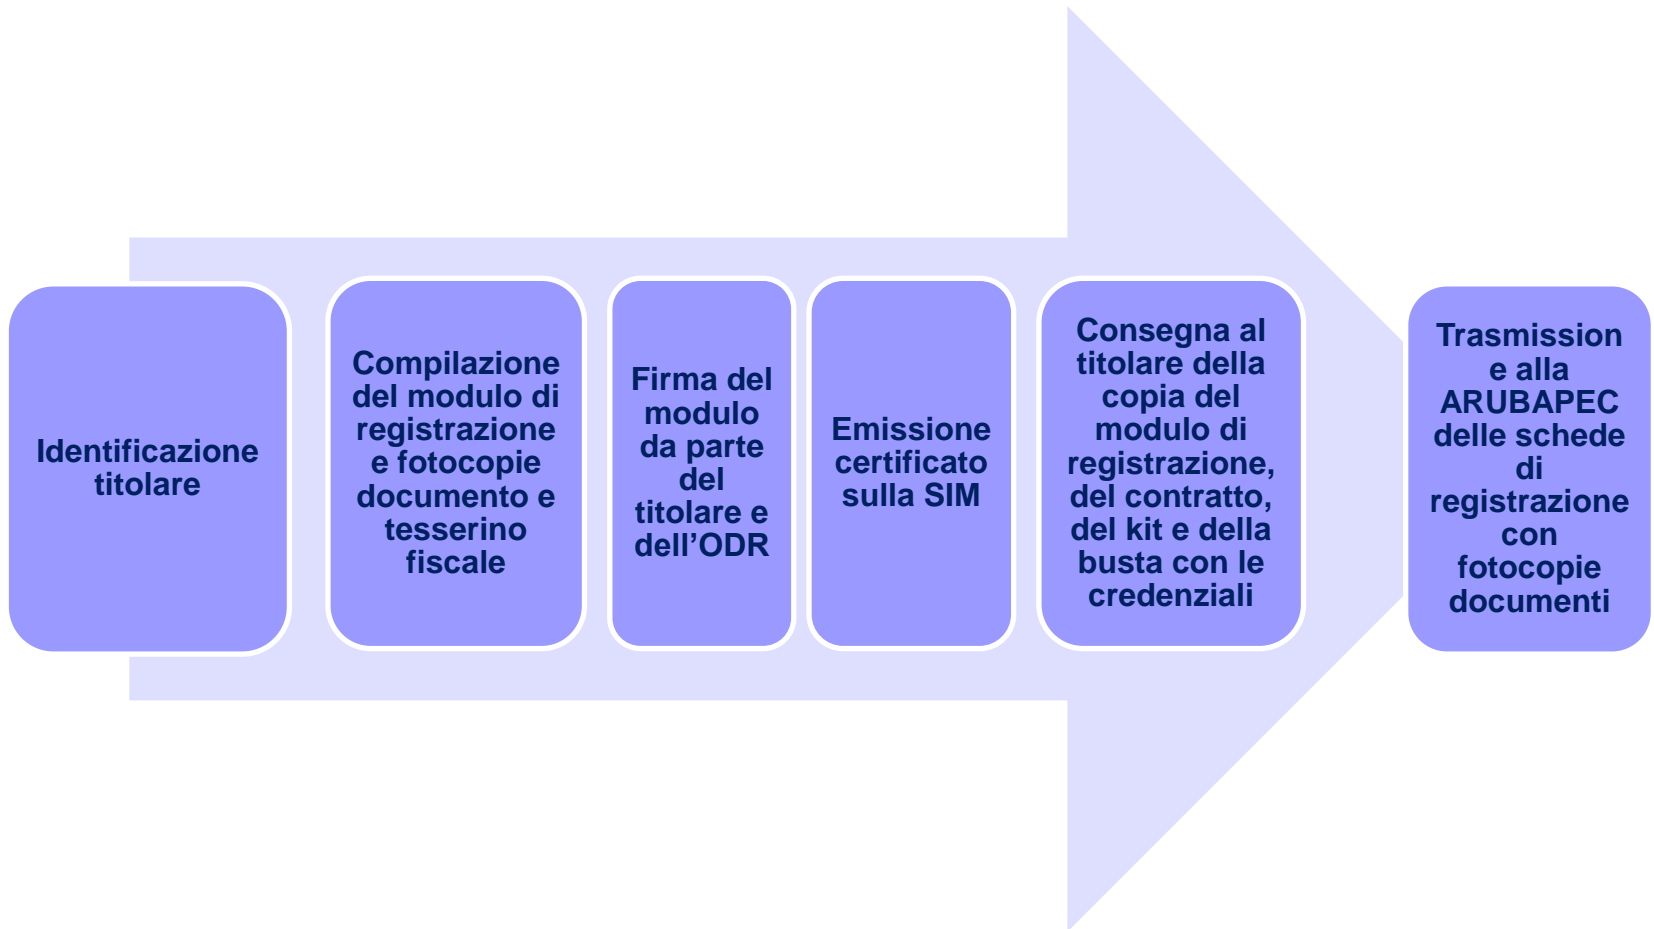 Identificazione
titolare
Compilazione
del modulo di
registrazione
e fotocopie
documento e
tesserino
fiscale
Firma del
modulo
da parte
del
titolare e
dell’ODR
Emissione
certificato
sulla SIM
Consegna al
titolare della
copia del
modulo di
registrazione,
del contratto,
del kit e della
busta con le
credenziali
Trasmission
e alla
ARUBAPEC
delle schede
di
registrazione
con
fotocopie
documenti